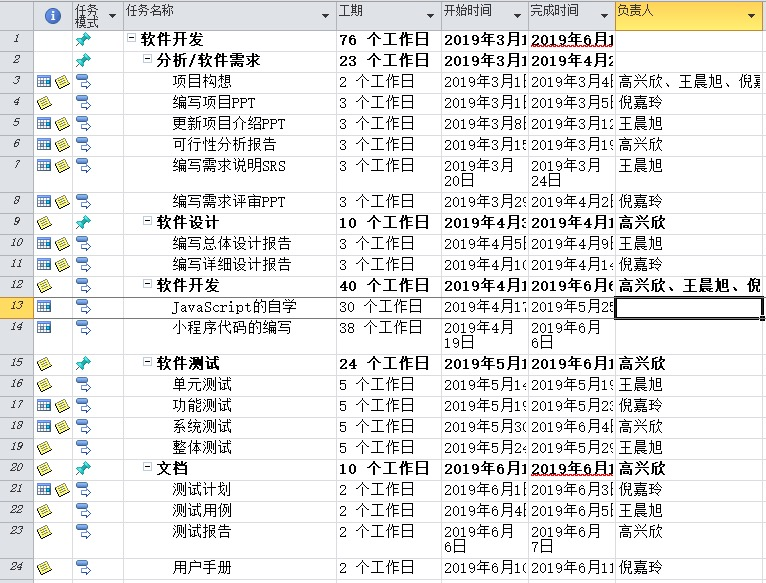 任务模式 任务名称 工期 开始时间 完成时间 负责人
1 软件开发 76 个工作日 2019年3月1 2019年6月1
2 分析/软件需求 23 个工作日 2019年3月1 2019年4月2
3 项目构想 2 个工作日 2019年3月1日 2019年3月4日 高兴欣、王晨旭、倪嘉
4 编写项目PPT 3 个工作日 2019年3月1日 2019年3月5日 倪嘉玲
5 更新项目介绍PPT 3 个工作日 2019年3月8日 2019年3月12 王晨旭
6 可行性分析报告 3 个工作日 2019年3月15 2019年3月19 高兴欣
7 编写需求说明SRS 3 个工作日 2019年3月20日 2019年3月24日 王晨旭
8 编写需求评审PPT 3 个工作日 2019年3月29 2019年4月2日 倪嘉玲
9 软件设计 10 个工作日 2019年4月 2019年4月1 高兴欣
10 编写总体设计报告 3 个工作日 2019年4月5日 2019年4月9日 王晨旭
11 编写详细设计报告 3 个工作日 2019年4月10 2019年4月14 倪嘉玲
12 软件开发 40 个工作日 2019年4月1 2019年6月6 高兴欣、王晨旭、倪
13 JavaScript的自学 30 个工作日 2019年4月17 2019年5月25
14 小程序代码的编写 38 个工作日 2019年4月19日 2019年6月6日
15 软件测试 24 个工作日 2019年5月1 2019年6月1 高兴欣
16 单元测试 5 个工作日 2019年5月14 2019年5月19 王晨旭
17 功能测试 5 个工作日 2019年5月19 2019年5月23 倪嘉玲
18 系统测试 5 个工作日 2019年5月30 2019年6月4日 高兴欣
19 整体测试 5 个工作日 2019年5月24 2019年5月29 王晨旭
20 文档 10 个工作日 2019年6月1 2019年6月1 高兴欣
21 测试计划 2 个工作日 2019年6月1日 2019年6月3日 倪嘉玲
22 测试用例 2 个工作日 2019年6月4日 2019年6月5日 王晨旭
23 测试报告 2 个工作日 2019年6月6日 2019年6月7日 高兴欣
24 用户手册 2 个工作日 2019年6月10 2019年6月11 倪嘉玲